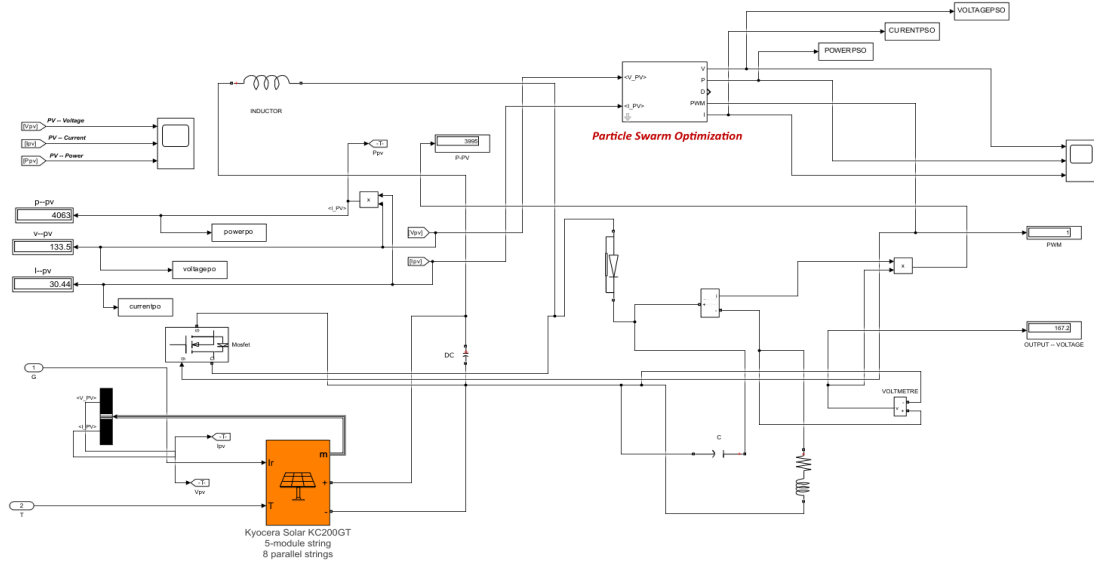 VOLTAGEPSO
CURENTPSO
POWERPSO
<V_PV>
<I_PV>
V
P
D
PWM
I
Particle Swarm Optimization
INDUCTOR
PV -- Voltage
[Vpv]
PV -- Current
[Ipv]
PV -- Power
[Ppv]
-T-
Ppv
3995
P-PV
<I_PV>
x
p--pv
4063
powerpo
v--pv
133.5
voltagepo
I--pv
30.44
currentpo
[Vpv]
[Ipv]
1
PWM
x
167.2
OUTPUT -- VOLTAGE
Mosfet
DC
VOLTMETRE
1
G
<V_PV>
<I_PV>
-T-
Ipv
-T-
Vpv
C
m
Ir
+
T
-
2
T
Kyocera Solar KC200GT
5-module string
8 parallel strings